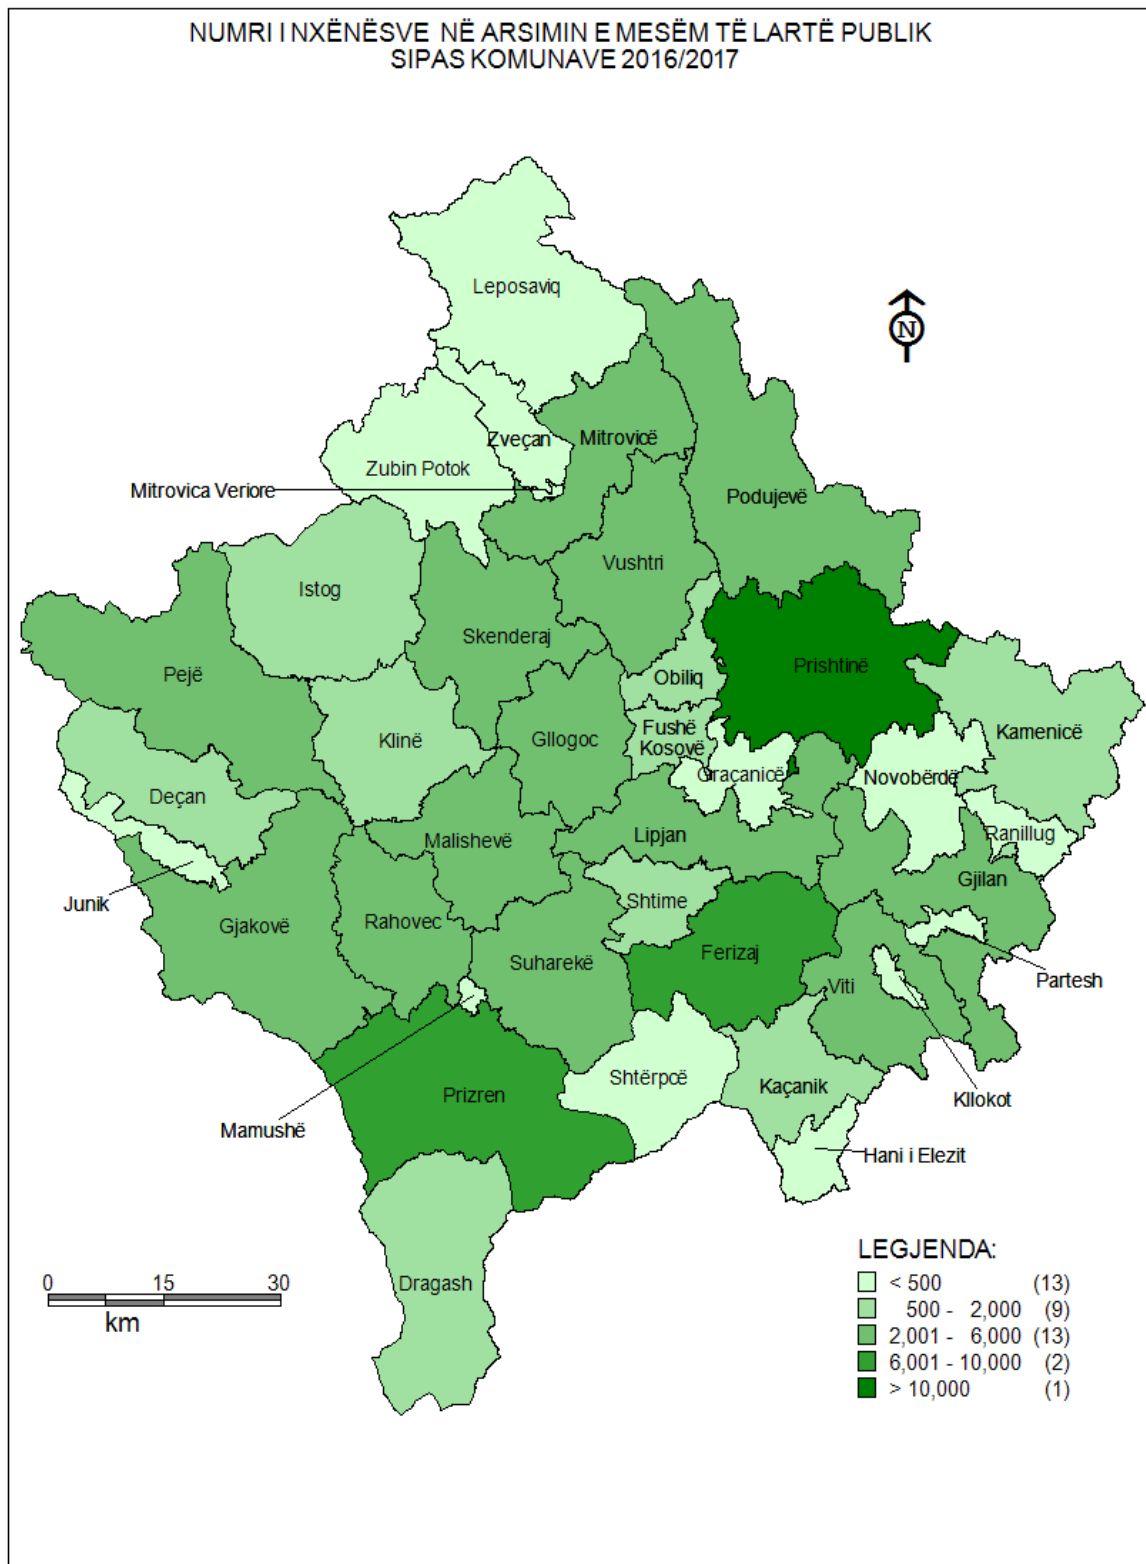 NUMRI I NXËNËSVE NË ARSIMIN E MESËM TË LARTË PUBLIK
SIPAS KOMUNAVE 2016/2017
Leposaviq
N
Zveçan
Mitrovicë
Zubin Potok
Mitrovica Veriore
Podujevë
Vushtri
Istog
Skenderaj
Pejë
Prishtinë
Obiliq
Fushë
Kosovë
Klinë
Gllogoc
Kamenicë
Graçanicë
Novobërdë
Deçan
Malishevë
Lipjan
Ranillug
Gjilan
Junik
Shtime
Gjakovë
Rahovec
Suharekë
Ferizaj
Viti
Partesh
Shtërpcë
Kaçanik
Kllokot
Prizren
Mamushë
Hani i Elezit
Dragash
0 15 30
km
LEGJENDA:
< 500 (13)
500 - 2,000 (9)
2,001 - 6,000 (13)
6,001 - 10,000 (2)
> 10,000 (1)